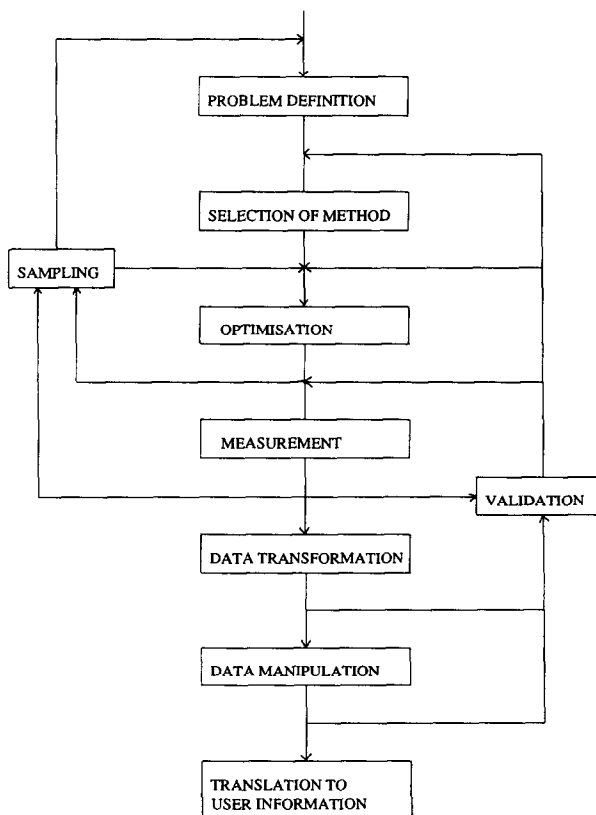 PROBLEM DEFINITION
SELECTION OF METHOD
SAMPLING
OPTIMISATION
MEASUREMENT
VALIDATION
DATA TRANSFORMATION
DATA MANIPULATION
TRANSLATION TO
USER INFORMATION